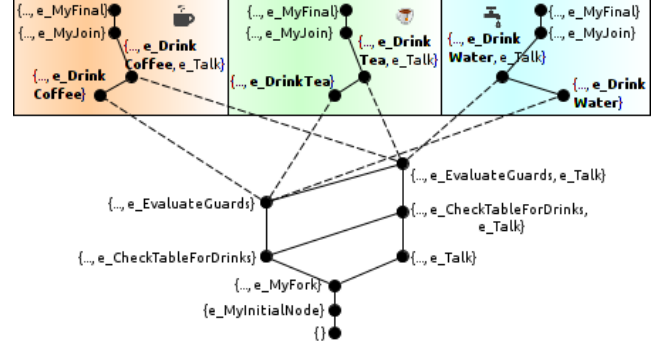 {..., e_MyFinal}
{..., e_MyJoin}
{..., e_Drink
Coffee, e_Talk}
{..., e_Drink
Coffee}
{..., e_MyFinal}
{..., e_MyJoin}
{..., e_Drink
Tea, e_Talk}
{..., e_DrinkTea}
{..., e_MyFinal}
{..., e_MyJoin}
{..., e_Drink
Water, e_Talk}
{..., e_Drink
Water}
{..., e_EvaluateGuards, e_Talk}
{..., e_EvaluateGuards}
{..., e_CheckTableForDrinks,
e_Talk}
{..., e_CheckTableForDrinks}
{..., e_Talk}
{..., e_MyFork}
{e_MyInitialNode}
{}